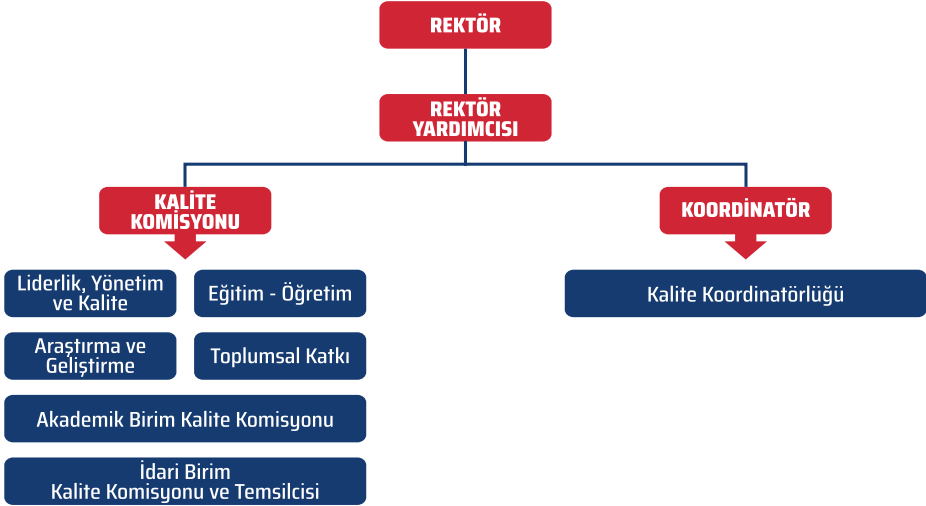 REKTÖR
REKTÖR
YARDIMCISI
KALİTE
KOMİSYONU
KOORDİNATÖR
Liderlik, Yönetim
ve Kalite
Eğitim - Öğretim
Kalite Koordinatörlüğü
Araştırma ve
Geliştirme
Toplumsal Katkı
Akademik Birim Kalite Komisyonu
İdari Birim
Kalite Komisyonu ve Temsilcisi